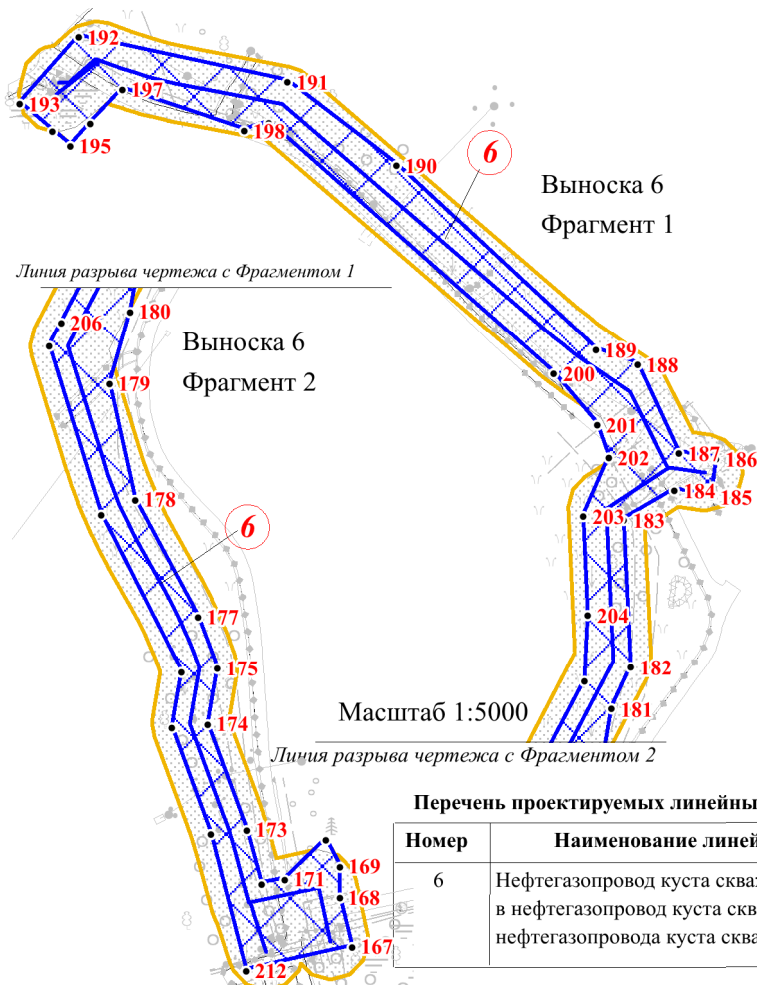 192
191
197
193
198
195
190
6
Выноска 6
Фрагмент 1
Линия разрыва чертежа с Фрагментом 1
180
206
Выноска 6
Фрагмент 2
179
189
188
200
201
202
187
186
184
185
178
203
183
6
177
204
175
182
174
181
Масштаб 1:5000
Линия разрыва чертежа с Фрагментом 2
173
169
171
168
167
212
Перечень проектируемых линейны
Номер
Наименование линей
6
Нефтегазопровод куста сква
в нефтегазопровод куста скв
нефтегазопровода куста сква